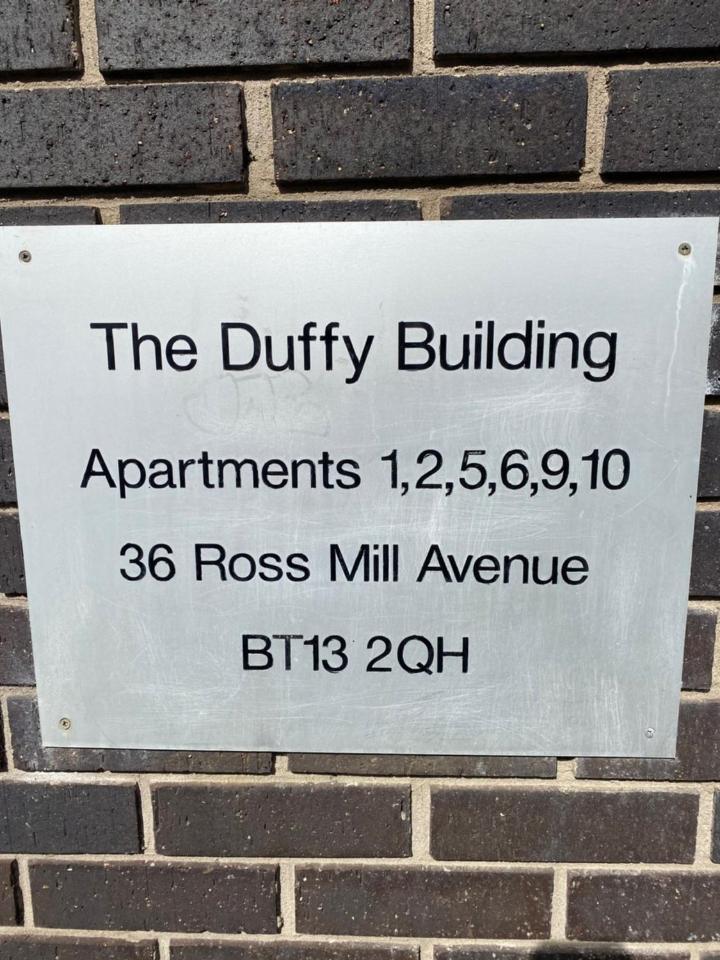 The Duffy Building
Apartments 1,2,5,6,9,10
36 Ross Mill Avenue
BT13 2QH